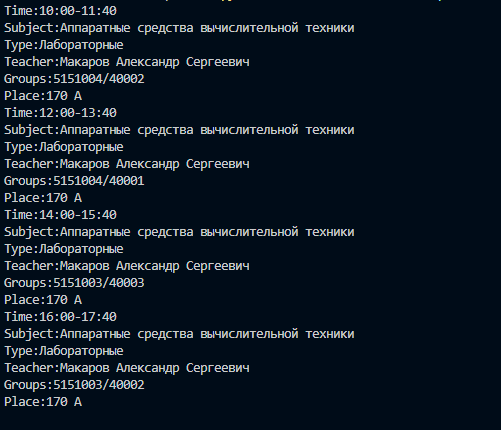 Time:10:00-11:40
Subject:Аппаратные средства вычислительной техники
Type:Лабораторные
Teacher:Макаров Александр Сергеевич
Groups:5151004/40002
Place:170 А
Time:12:00-13:40
Subject:Аппаратные средства вычислительной техники
Type:Лабораторные
Teacher:Макаров Александр Сергеевич
Groups:5151004/40001
Place:170 А
Time:14:00-15:40
Subject:Аппаратные средства вычислительной техники
Type:Лабораторные
Teacher:Макаров Александр Сергеевич
Groups:5151003/40003
Place:170 А
Time:16:00-17:40
Subject:Аппаратные средства вычислительной техники
Type:Лабораторные
Teacher:Макаров Александр Сергеевич
Groups:5151003/40002
Place:170 А